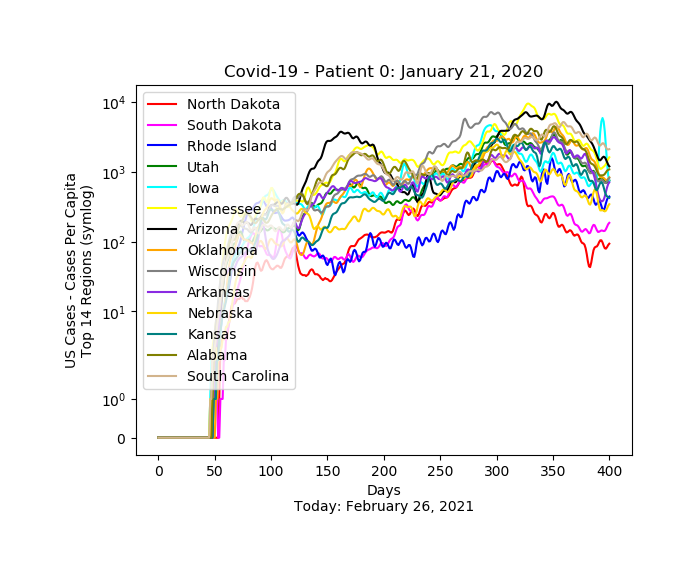 Covid-19 - Patient 0: January 21, 2020
US Cases - Cases Per Capita
Top 14 Regions (symlog)
10^4
10^3
10^2
10^1
10^0
0
North Dakota
South Dakota
Rhode Island
Utah
Iowa
Tennessee
Arizona
Oklahoma
Wisconsin
Arkansas
Nebraska
Kansas
Alabama
South Carolina
0 50 100 150 200 250 300 350 400
Days
Today: February 26, 2021